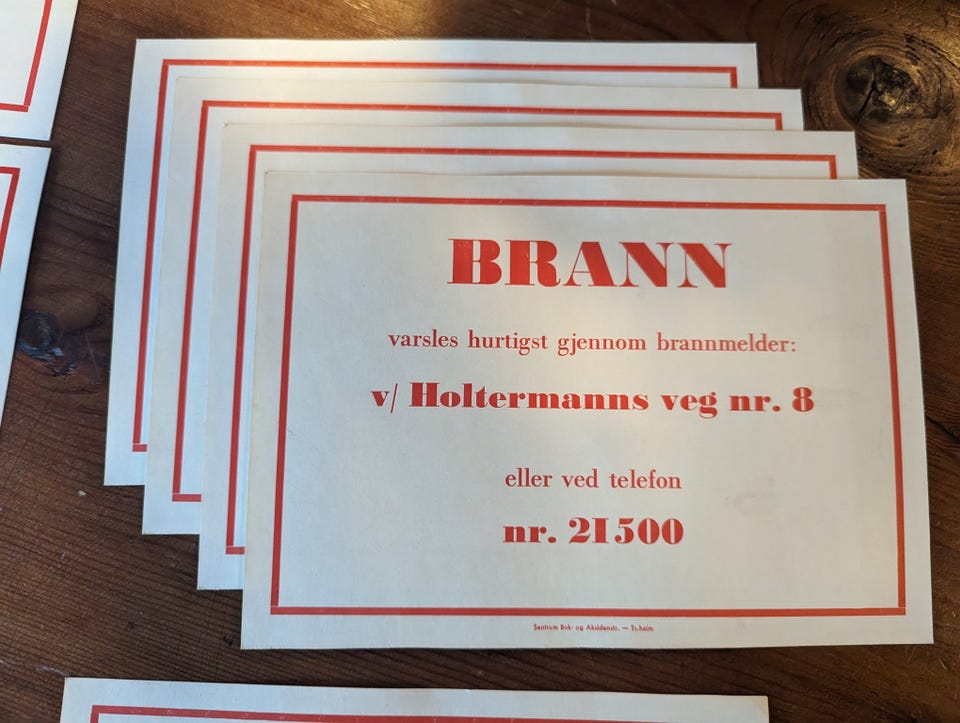 BRANN
varsles hurtigst gjennom brannmelder:
v/ Holtermanns veg nr. 8
eller ved telefon
nr. 21500
Sentrum Bok- og Aksidenstr. — Tr.heim